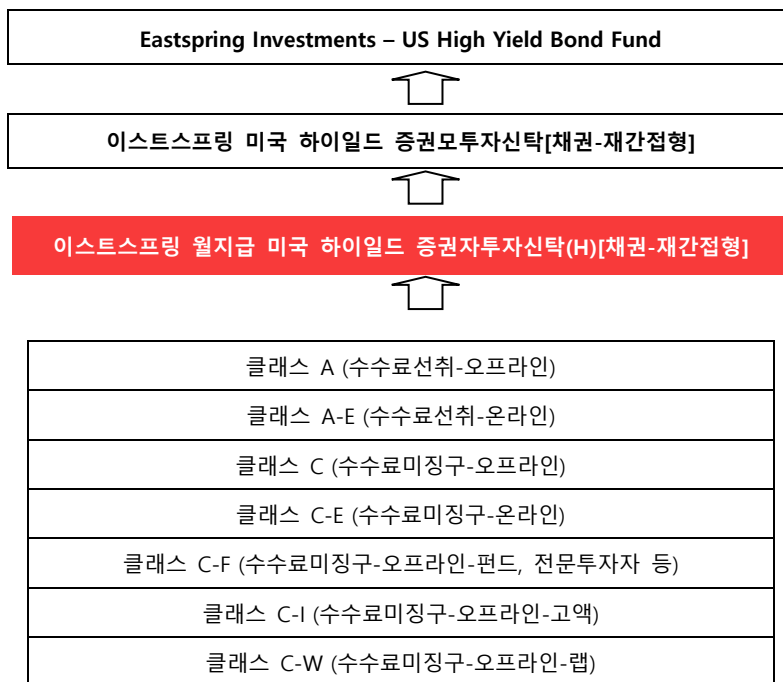 Eastspring Investments – US High Yield Bond Fund
이스트스프링 미국 하이일드 증권모투자신탁[채권-재간접형]
이스트스프링 월지급 미국 하이일드 증권자투자신탁(H)[채권-재간접형]
클래스 A (수수료선취-오프라인)
클래스 A-E (수수료선취-온라인)
클래스 C (수수료미징구-오프라인)
클래스 C-E (수수료미징구-온라인)
클래스 C-F (수수료미징구-오프라인-펀드, 전문투자자 등)
클래스 C-I (수수료미징구-오프라인-고액)
클래스 C-W (수수료미징구-오프라인-랩)